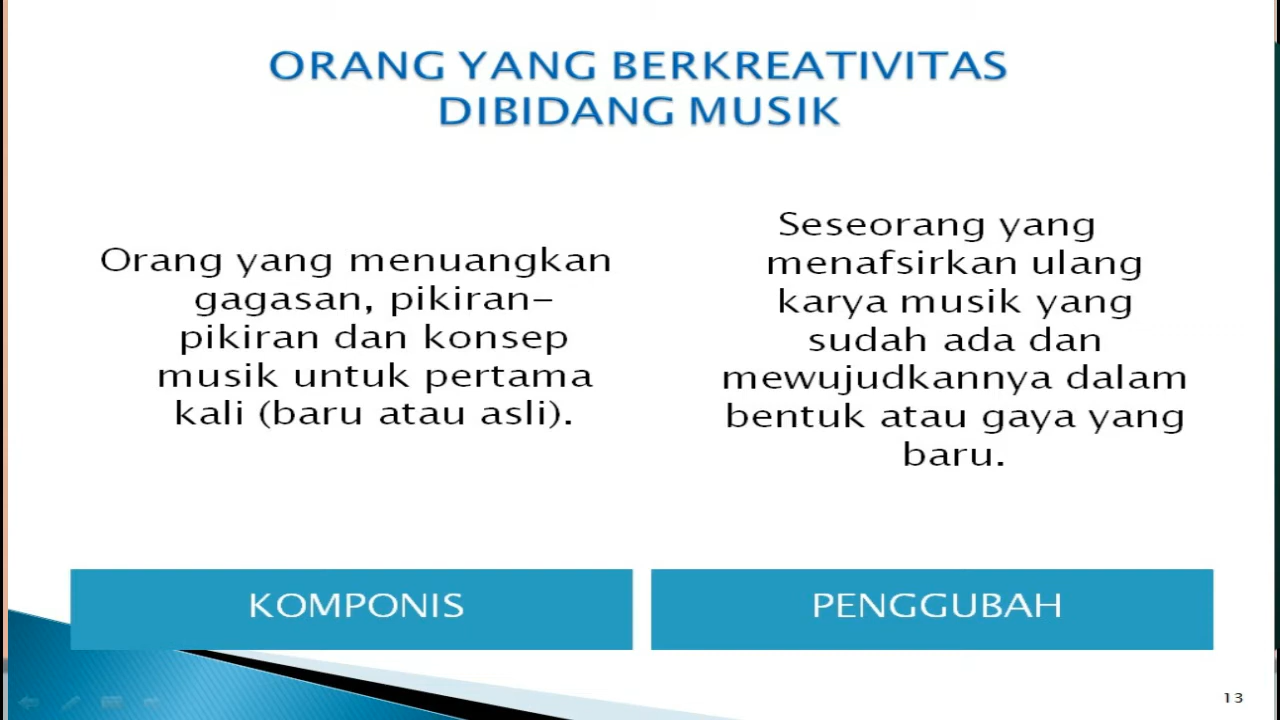 ORANG YANG BERKREATIVITAS
DIBIDANG MUSIK
Orang yang menuangkan
gagasan, pikiran-
pikiran dan konsep
musik untuk pertama
kali (baru atau asli).
KOMPONIS
Seseorang yang
menafsirkan ulang
karya musik yang
sudah ada dan
mewujudkannya dalam
bentuk atau gaya yang
baru.
PENGGUBAH
13